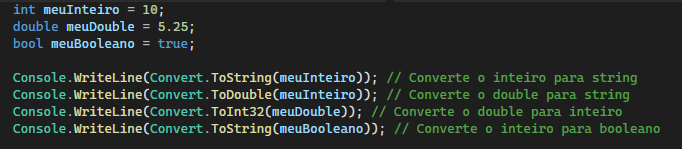 int meuInteiro = 10;
double meuDouble = 5.25;
bool meuBooleano = true;
Console.WriteLine(Convert.ToString(meuInteiro)); // Converte o inteiro para string
Console.WriteLine(Convert.ToDouble(meuInteiro)); // Converte o double para string
Console.WriteLine(Convert.ToInt32(meuDouble)); // Converte o double para inteiro
Console.WriteLine(Convert.ToString(meuBooleano)); // Converte o inteiro para booleano